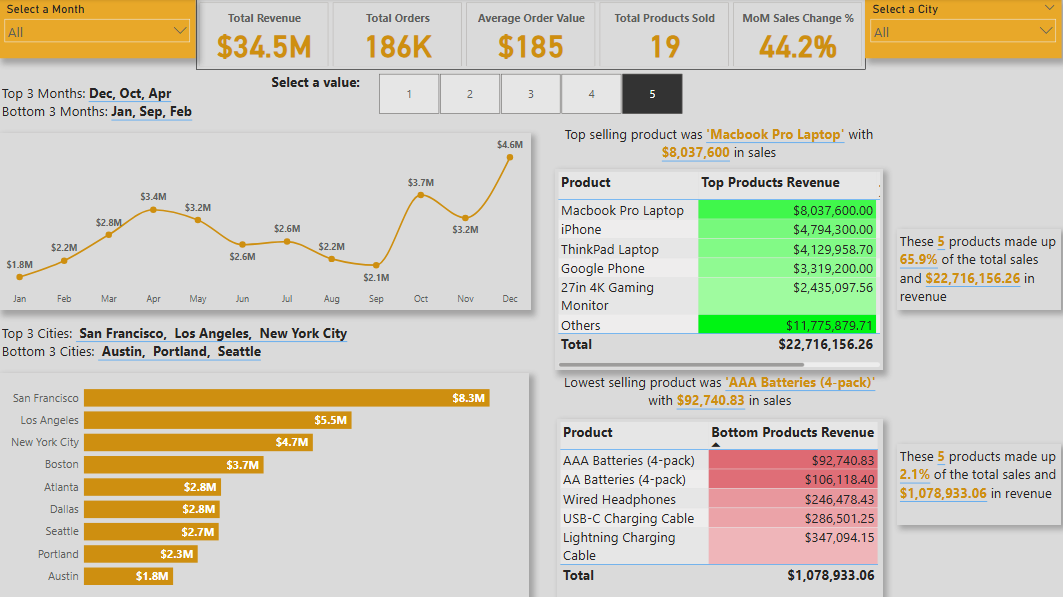 Select a Month
All
Total Revenue
$34.5M
Total Orders
186K
Average Order Value
$185
Total Products Sold
19
MoM Sales Change %
44.2%
Select a City
All
Select a value:
1
2
3
4
5
Top 3 Months: Dec, Oct, Apr
Bottom 3 Months: Jan, Sep, Feb
$1.8M
$2.2M
$2.8M
$3.4M
$3.2M
$2.6M
$2.6M
$2.2M
$2.1M
$3.7M
$3.2M
$4.6M
Jan
Feb
Mar
Apr
May
Jun
Jul
Aug
Sep
Oct
Nov
Dec
Top 3 Cities: San Francisco, Los Angeles, New York City
Bottom 3 Cities: Austin, Portland, Seattle
San Francisco $8.3M
Los Angeles $5.5M
New York City $4.7M
Boston $3.7M
Atlanta $2.8M
Dallas $2.8M
Seattle $2.7M
Portland $2.3M
Austin $1.8M
Top selling product was 'Macbook Pro Laptop' with
$8,037,600 in sales
Product Top Products Revenue
Macbook Pro Laptop $8,037,600.00
iPhone $4,794,300.00
ThinkPad Laptop $4,129,958.70
Google Phone $3,319,200.00
27in 4K Gaming $2,435,097.56
Monitor
Others $11,775,879.71
Total $22,716,156.26
These 5 products made up
65.9% of the total sales
and $22,716,156.26 in
revenue
Lowest selling product was 'AAA Batteries (4-pack)'
with $92,740.83 in sales
Product Bottom Products Revenue
AAA Batteries (4-pack) $92,740.83
AA Batteries (4-pack) $106,118.40
Wired Headphones $246,478.43
USB-C Charging Cable $286,501.25
Lightning Charging $347,094.15
Cable
Total $1,078,933.06
These 5 products made up
2.1% of the total sales and
$1,078,933.06 in revenue